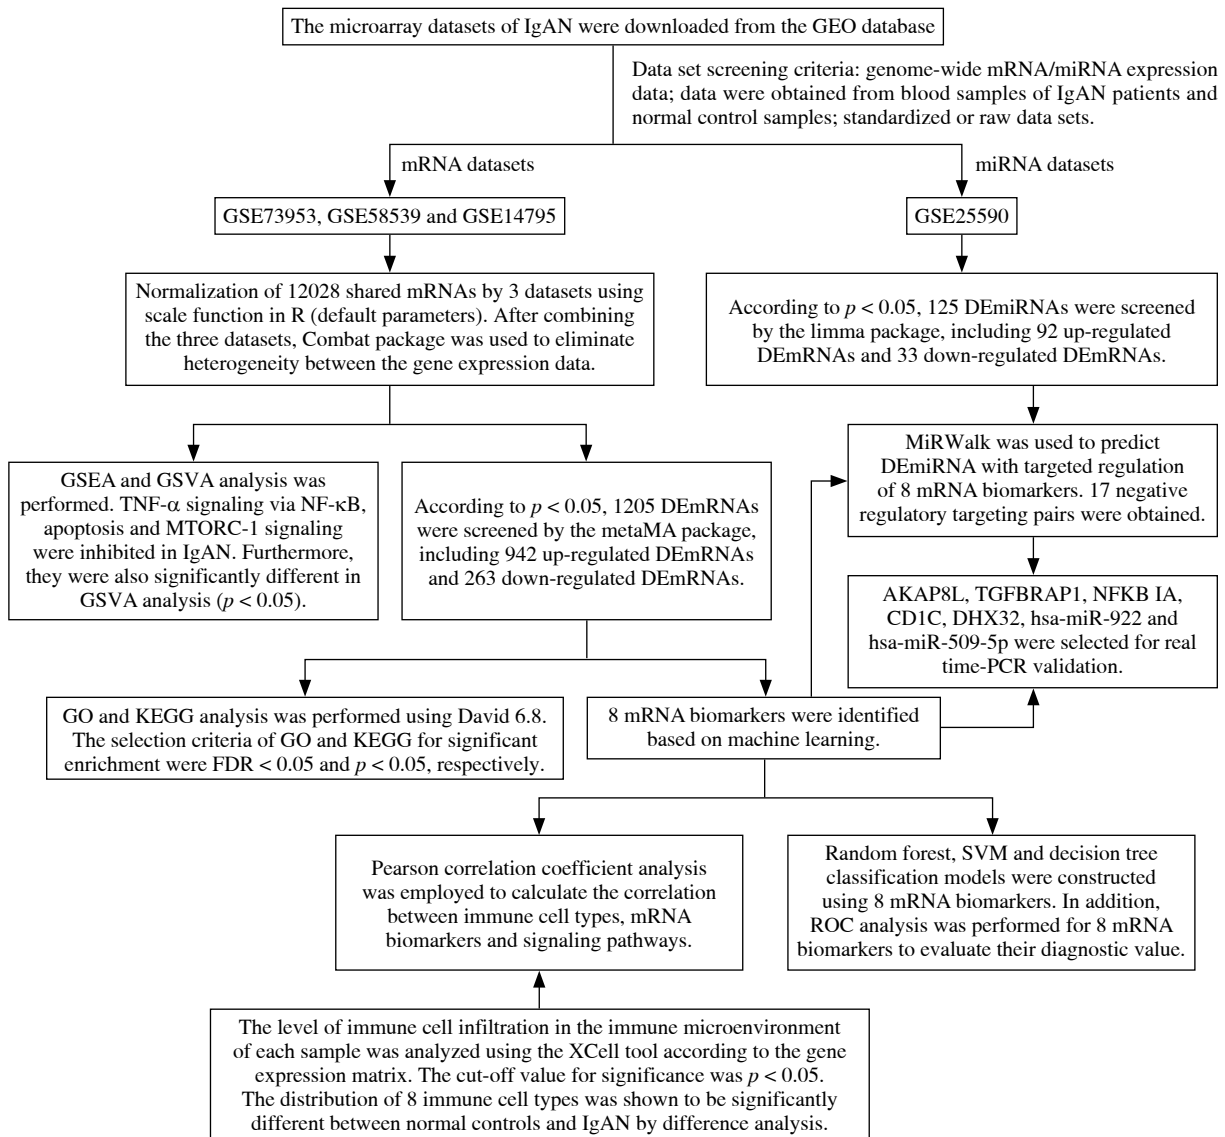 The microarray datasets of IgAN were downloaded from the GEO database
Data set screening criteria: genome-wide mRNA/miRNA expression
data; data were obtained from blood samples of IgAN patients and
normal control samples; standardized or raw data sets.
mRNA datasets
miRNA datasets
GSE73953, GSE58539 and GSE14795
GSE25590
Normalization of 12028 shared mRNAs by 3 datasets using
scale function in R (default parameters). After combining
the three datasets, Combat package was used to eliminate
heterogeneity between the gene expression data.
According to p < 0.05, 125 DEmiRNAs were screened
by the limma package, including 92 up-regulated
DEmRNAs and 33 down-regulated DEmRNAs.
GSEA and GSVA analysis was
performed. TNF-α signaling via NF-κB,
apoptosis and MTORC-1 signaling
were inhibited in IgAN. Furthermore,
they were also significantly different in
GSVA analysis (p < 0.05).
According to p < 0.05, 1205 DEmRNAs
were screened by the metaMA package,
including 942 up-regulated DEmRNAs
and 263 down-regulated DEmRNAs.
MiRWalk was used to predict
DEmiRNA with targeted regulation
of 8 mRNA biomarkers. 17 negative
regulatory targeting pairs were obtained.
AKAP8L, TGFBRAP1, NFKB IA,
CD1C, DHX32, hsa-miR-922 and
hsa-miR-509-5p were selected for real
time-PCR validation.
GO and KEGG analysis was performed using David 6.8.
The selection criteria of GO and KEGG for significant
enrichment were FDR < 0.05 and p < 0.05, respectively.
8 mRNA biomarkers were identified
based on machine learning.
Pearson correlation coefficient analysis
was employed to calculate the correlation
between immune cell types, mRNA
biomarkers and signaling pathways.
Random forest, SVM and decision tree
classification models were constructed
using 8 mRNA biomarkers. In addition,
ROC analysis was performed for 8 mRNA
biomarkers to evaluate their diagnostic value.
The level of immune cell infiltration in the immune microenvironment
of each sample was analyzed using the XCell tool according to the gene
expression matrix. The cut-off value for significance was p < 0.05.
The distribution of 8 immune cell types was shown to be significantly
different between normal controls and IgAN by difference analysis.